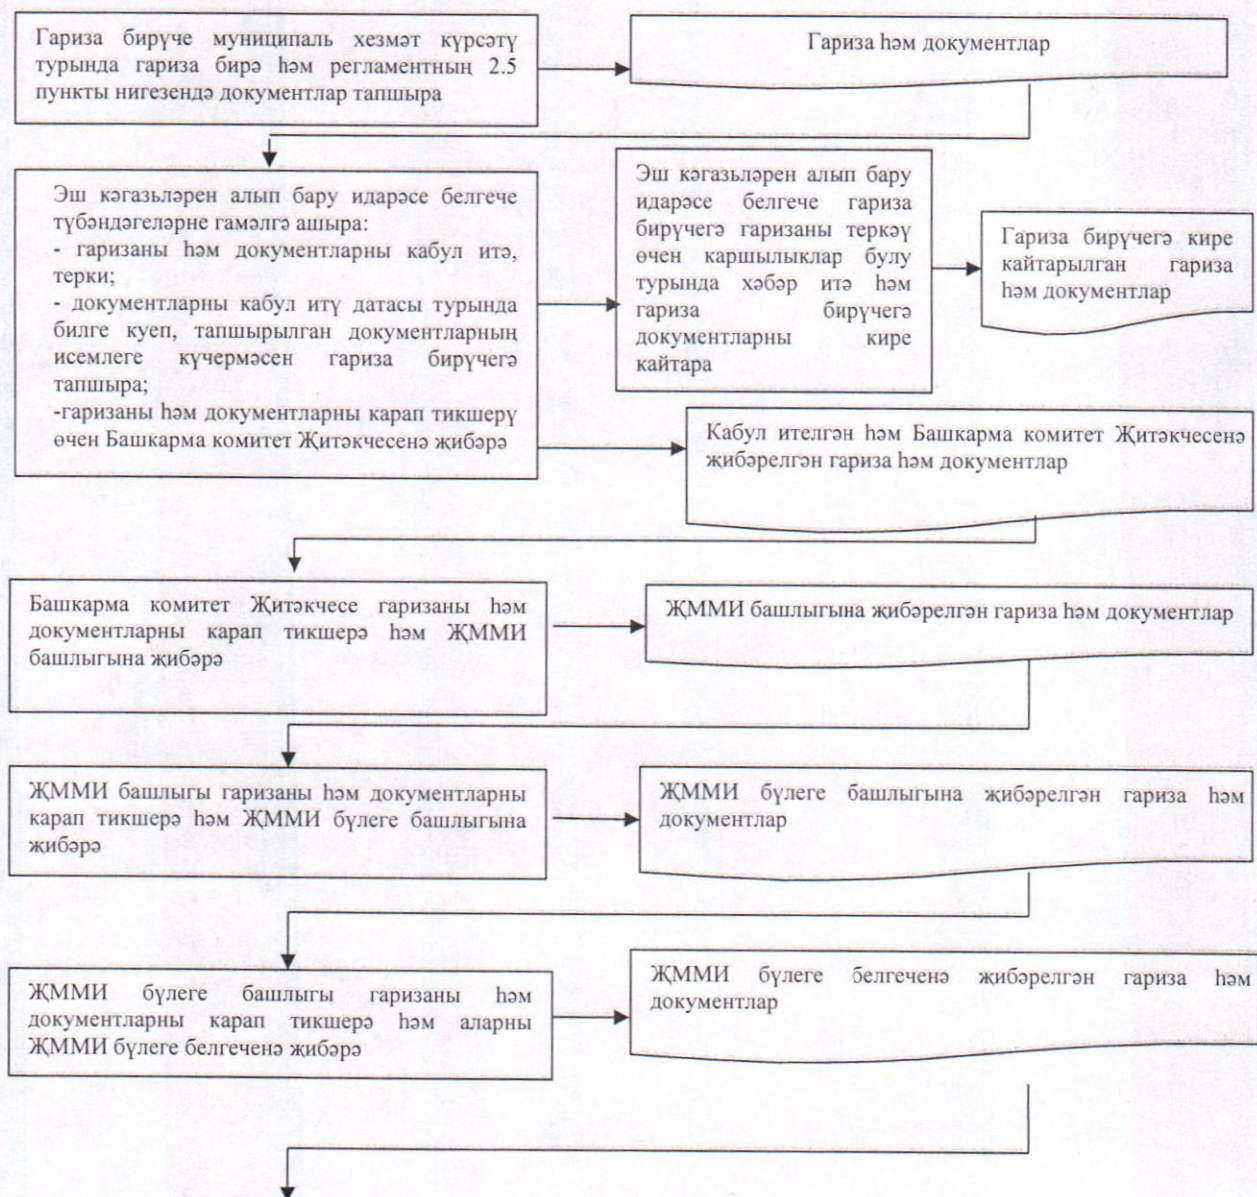 Гариза бирүче муниципаль хезмәт күрсәтү
турында гариза бирә һәм регламентның 2.5
пункты нигезендә документлар тапшыра
Гариза һәм документлар
Эш кәгазьләрен алып бару идарәсе белгече
түбәндәгеләрне гамәлгә ашыра:
- гаризаны һәм документларны кабул итә,
терки;
- документларны кабул итү датасы турында
билге куеп, тапшырылган документларның
исемлеге күчермәсен гариза бирүчегә
тапшыра;
-гаризаны һәм документларны карап тикшерү
өчен Башкарма комитет Җитәкчесенә җибәрә
Эш кәгазьләрен алып бару
идарәсе белгече гариза
бирүчегә гаризаны теркәү
өчен каршылыклар булу
турында хәбәр итә һәм
гариза бирүчегә
документларны кире
кайтара
Гариза бирүчегә кире
кайтарылган гариза
һәм документлар
Кабул ителгән һәм Башкарма комитет Җитәкчесенә
җибәрелгән гариза һәм документлар
Башкарма комитет Җитәкчесе гаризаны һәм
документларны карап тикшерә һәм ҖММИ
башлыгына җибәрә
ҖММИ башлыгына җибәрелгән гариза һәм документлар
ҖММИ башлыгы гаризаны һәм документларны
карап тикшерә һәм ҖММИ бүлеге башлыгына
җибәрә
ҖММИ бүлеге башлыгына җибәрелгән гариза һәм
документлар
ҖММИ бүлеге башлыгы гаризаны һәм
документларны карап тикшерә һәм аларны
ҖММИ бүлеге белгеченә җибәрә
ҖММИ бүлеге белгеченә җибәрелгән гариза һәм
документлар